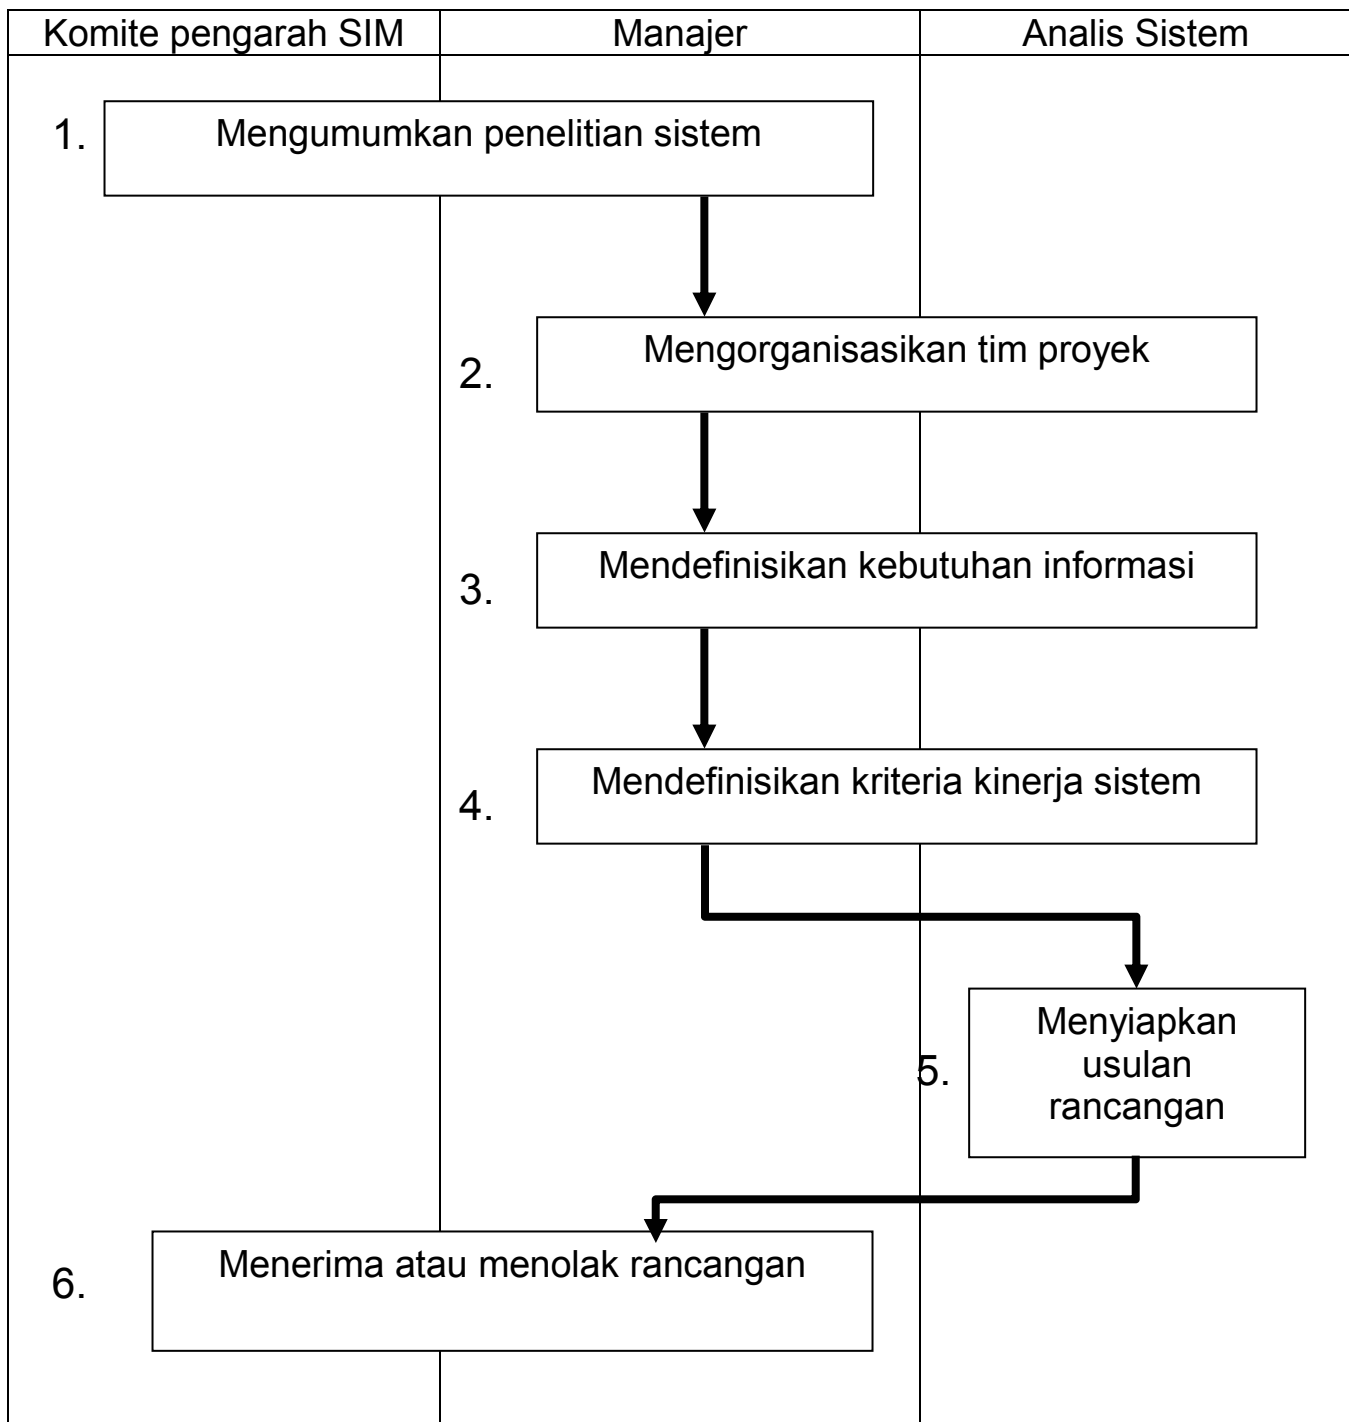 Komite pengarah SIM
Manajer
Analis Sistem
1.
Mengumumkan penelitian sistem
2.
Mengorganisasikan tim proyek
3.
Mendefinisikan kebutuhan informasi
4.
Mendefinisikan kriteria kinerja sistem
5.
Menyiapkan
usulan
rancangan
6.
Menerima atau menolak rancangan